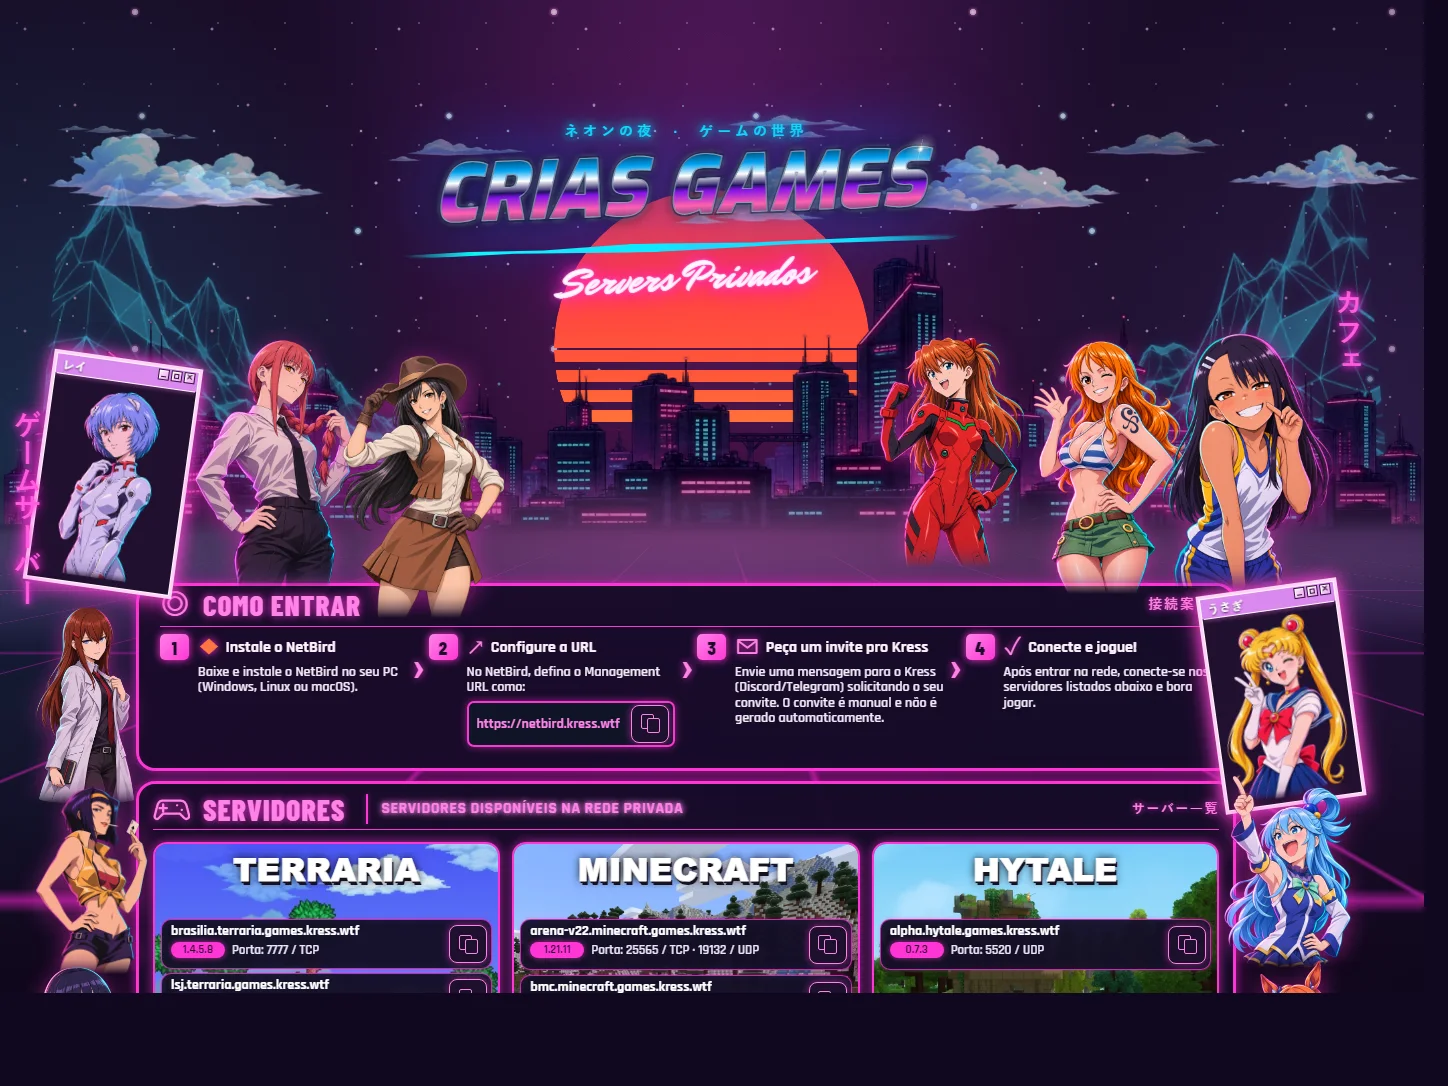 ネオンの夜 · ゲームの世界
CRIAS GAMES
Servers Privados
カフェ
レイ
ゲームサーバー
COMO ENTRAR
接続案
うさぎ
1 Instale o NetBird
Baixe e instale o NetBird no seu PC
(Windows, Linux ou macOS).
2 Configure a URL
No NetBird, defina o Management
URL como:
https://netbird.kress.wtf
3 Peça um invite pro Kress
Envie uma mensagem para o Kress
(Discord/Telegram) solicitando o seu
convite. O convite é manual e não é
gerado automaticamente.
4 Conecte e jogue!
Após entrar na rede, conecte-se nos
servidores listados abaixo e bora
jogar.
SERVIDORES
SERVIDORES DISPONÍVEIS NA REDE PRIVADA
サーバー一覧
TERRARIA
brasilia.terraria.games.kress.wtf
1.4.5.8 Porta: 7777 / TCP
lsj.terraria.games.kress.wtf
MINECRAFT
arena-v22.minecraft.games.kress.wtf
1.21.11 Porta: 25565 / TCP · 19132 / UDP
bmc.minecraft.games.kress.wtf
HYTALE
alpha.hytale.games.kress.wtf
0.7.3 Porta: 5520 / UDP